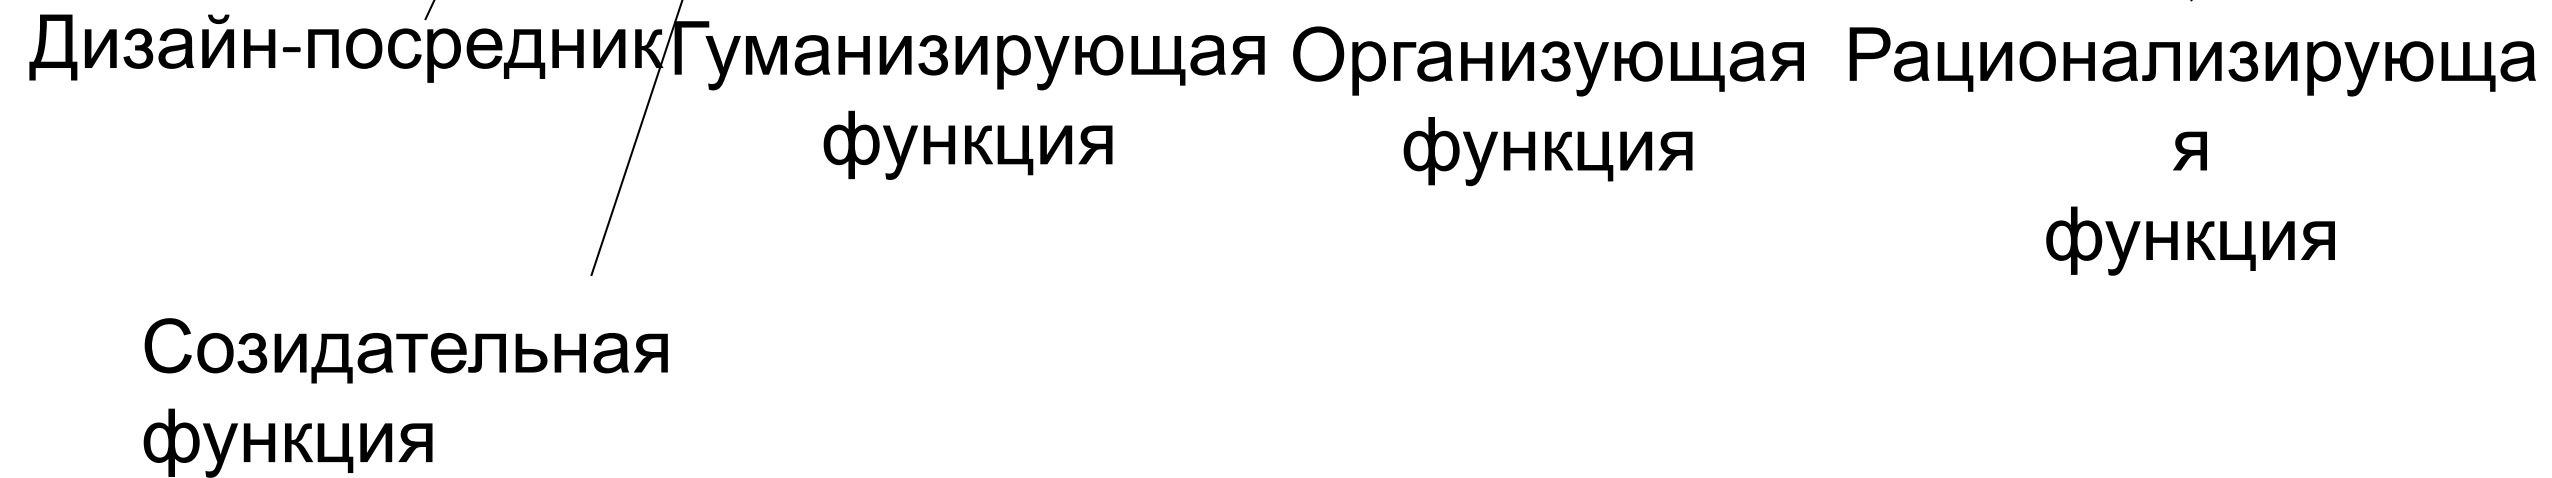 Дизайн-посредник
Гуманизирующая
функция
Организующая
функция
Рационализирующа
я
функция
Созидательная
функция